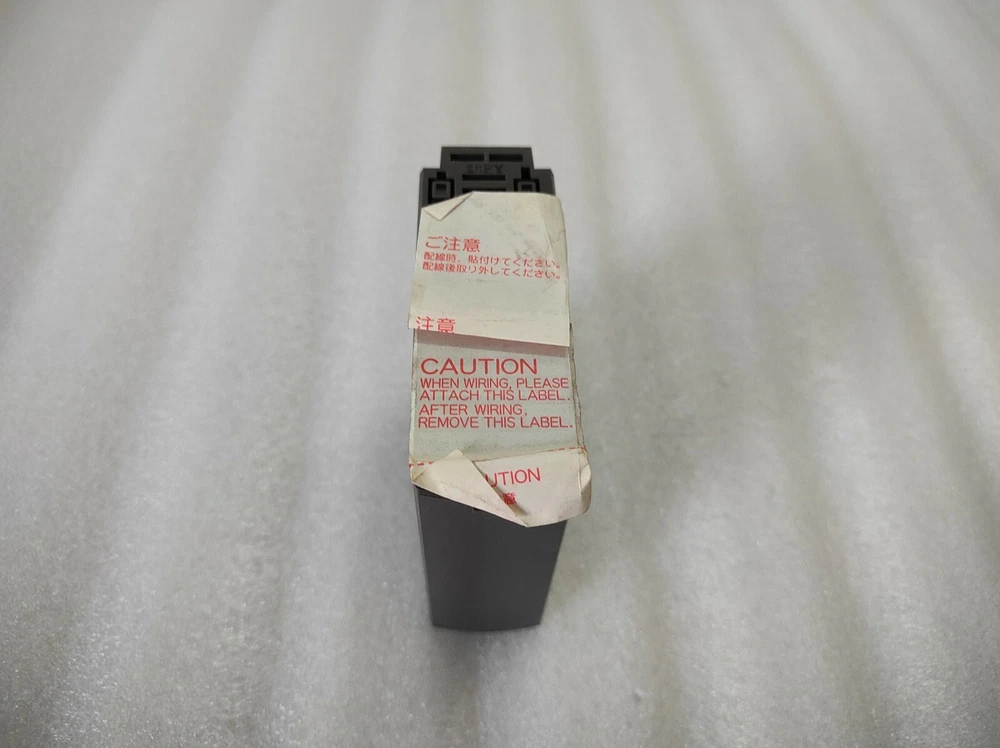 ご注意
配線時、貼付けてください。
配線後取り外してください。
注意
CAUTION
WHEN WIRING, PLEASE
ATTACH THIS LABEL.
AFTER WIRING,
REMOVE THIS LABEL.
UTION
意